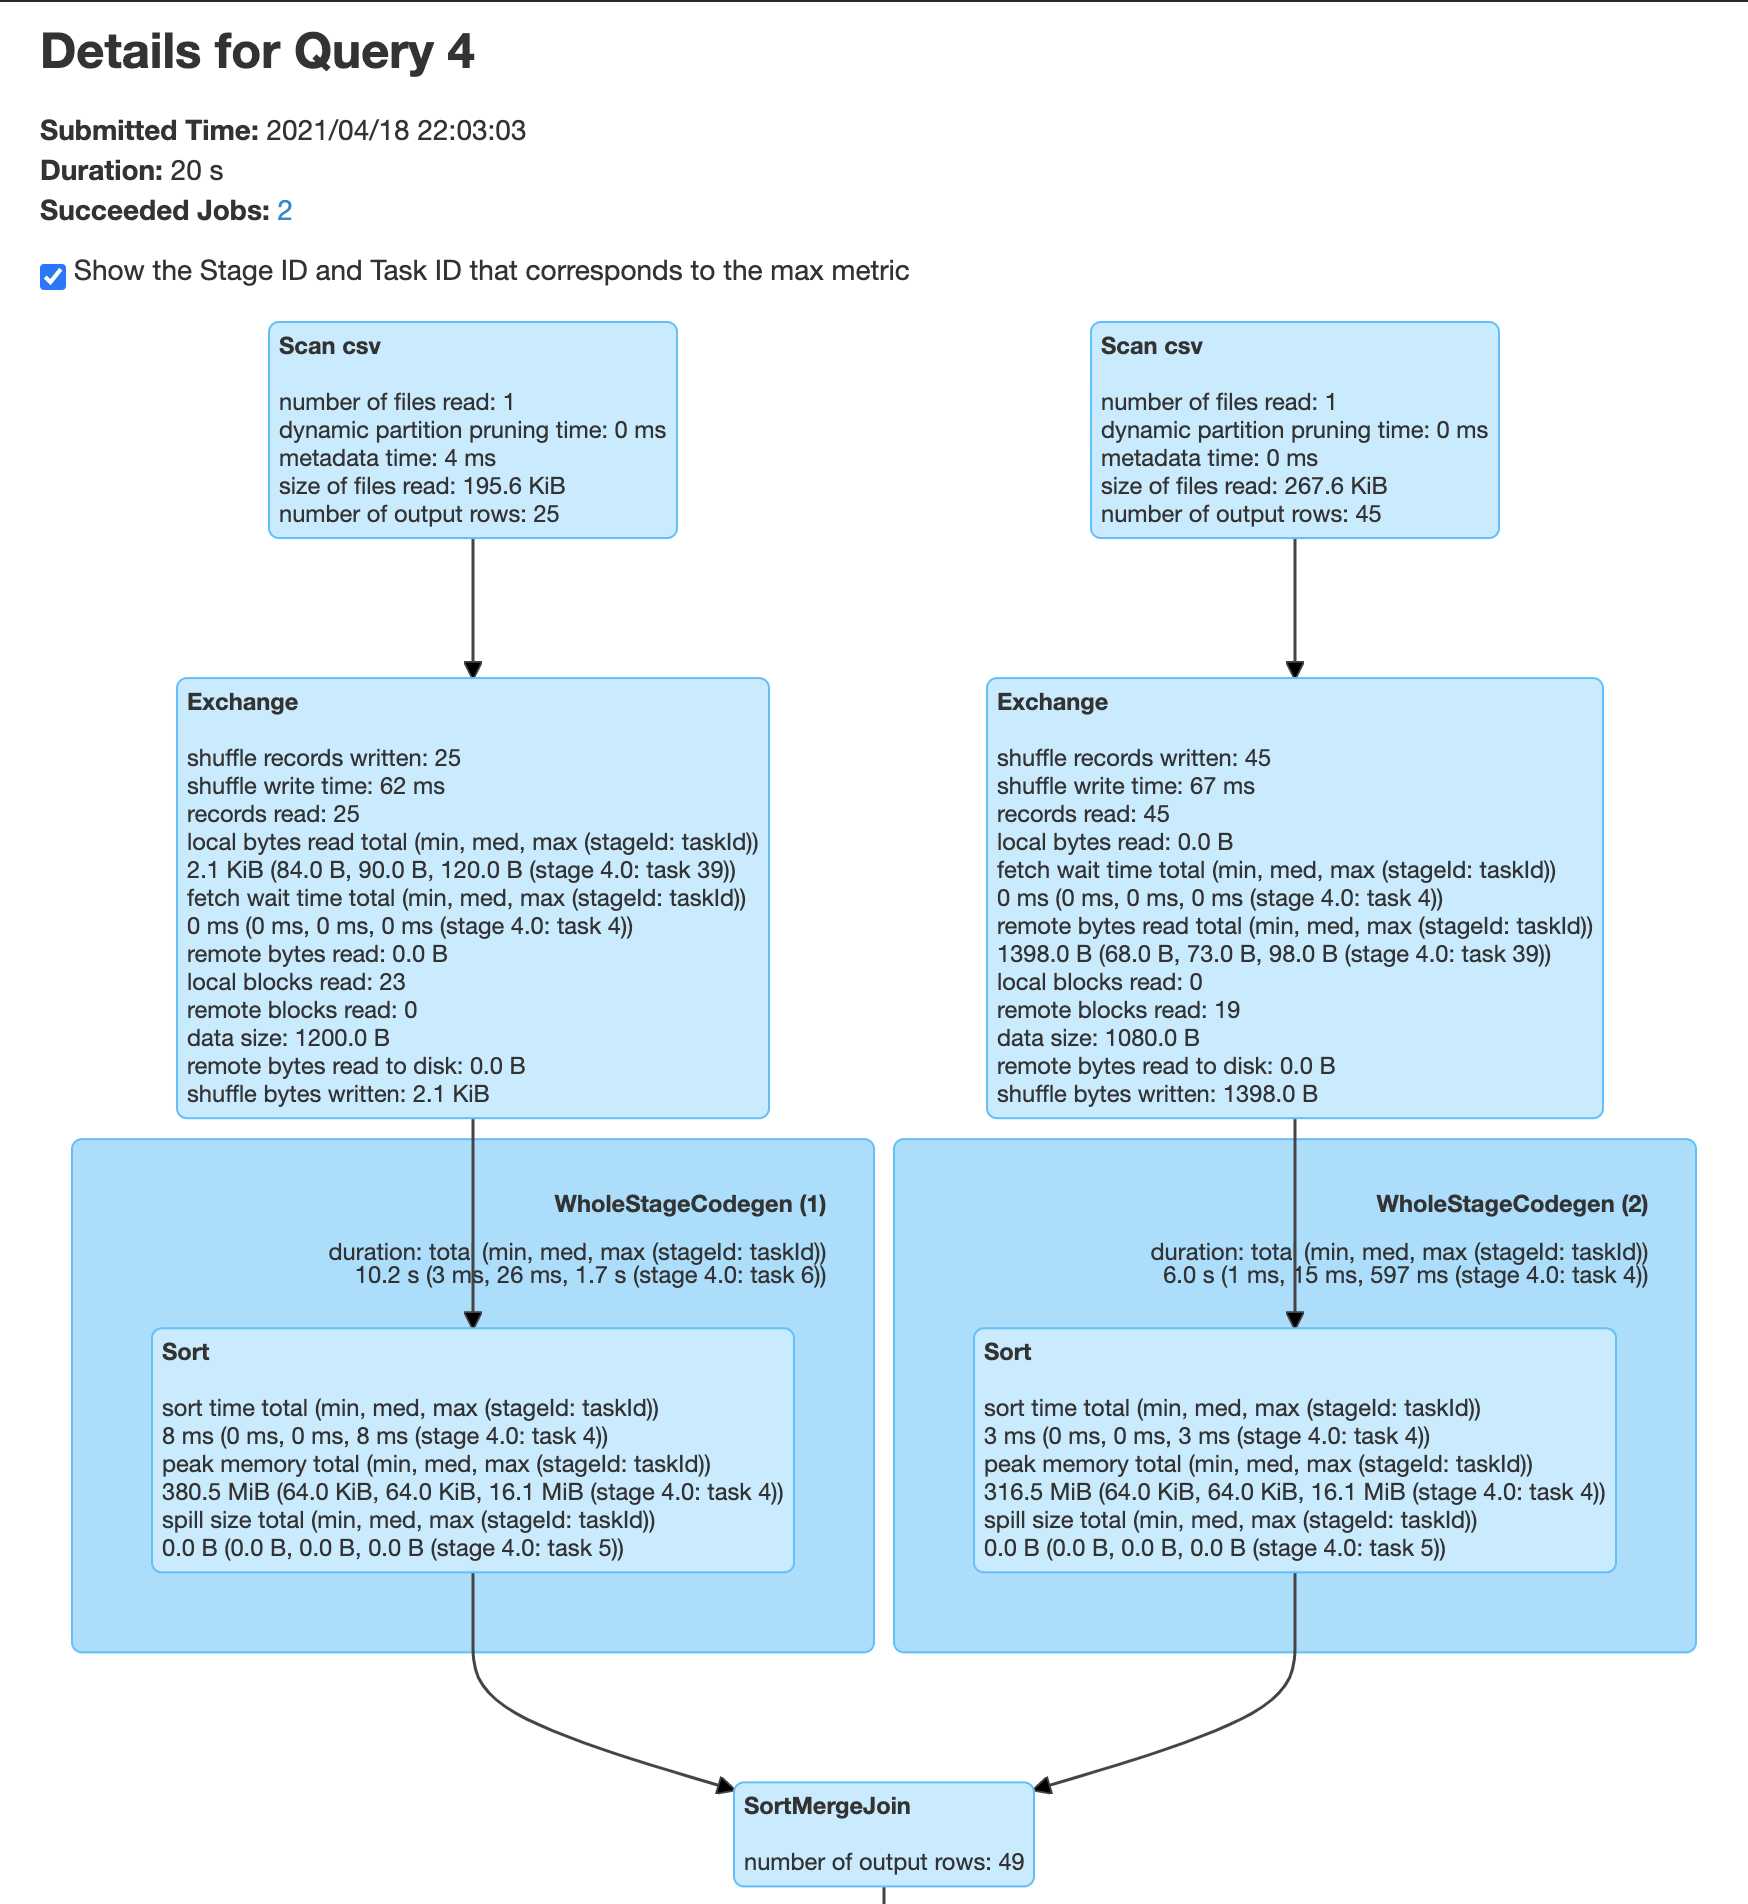 Details for Query 4
Submitted Time: 2021/04/18 22:03:03
Duration: 20 s
Succeeded Jobs: 2
Show the Stage ID and Task ID that corresponds to the max metric
Scan csv
number of files read: 1
dynamic partition pruning time: 0 ms
metadata time: 4 ms
size of files read: 195.6 KiB
number of output rows: 25
Scan csv
number of files read: 1
dynamic partition pruning time: 0 ms
metadata time: 0 ms
size of files read: 267.6 KiB
number of output rows: 45
Exchange
shuffle records written: 25
shuffle write time: 62 ms
records read: 25
local bytes read total (min, med, max (stageId: taskId))
2.1 KiB (84.0 B, 90.0 B, 120.0 B (stage 4.0: task 39))
fetch wait time total (min, med, max (stageId: taskId))
0 ms (0 ms, 0 ms, 0 ms (stage 4.0: task 4))
remote bytes read: 0.0 B
local blocks read: 23
remote blocks read: 0
data size: 1200.0 B
remote bytes read to disk: 0.0 B
shuffle bytes written: 2.1 KiB
Exchange
shuffle records written: 45
shuffle write time: 67 ms
records read: 45
local bytes read: 0.0 B
fetch wait time total (min, med, max (stageId: taskId))
0 ms (0 ms, 0 ms, 0 ms (stage 4.0: task 4))
remote bytes read total (min, med, max (stageId: taskId))
1398.0 B (68.0 B, 73.0 B, 98.0 B (stage 4.0: task 39))
local blocks read: 0
remote blocks read: 19
data size: 1080.0 B
remote bytes read to disk: 0.0 B
shuffle bytes written: 1398.0 B
WholeStageCodegen (1)
duration: total (min, med, max (stageId: taskId))
10.2 s (3 ms, 26 ms, 1.7 s (stage 4.0: task 6))
Sort
sort time total (min, med, max (stageId: taskId))
8 ms (0 ms, 0 ms, 8 ms (stage 4.0: task 4))
peak memory total (min, med, max (stageId: taskId))
380.5 MiB (64.0 KiB, 64.0 KiB, 16.1 MiB (stage 4.0: task 4))
spill size total (min, med, max (stageId: taskId))
0.0 B (0.0 B, 0.0 B, 0.0 B (stage 4.0: task 5))
WholeStageCodegen (2)
duration: total (min, med, max (stageId: taskId))
6.0 s (1 ms, 15 ms, 597 ms (stage 4.0: task 4))
Sort
sort time total (min, med, max (stageId: taskId))
3 ms (0 ms, 0 ms, 3 ms (stage 4.0: task 4))
peak memory total (min, med, max (stageId: taskId))
316.5 MiB (64.0 KiB, 64.0 KiB, 16.1 MiB (stage 4.0: task 4))
spill size total (min, med, max (stageId: taskId))
0.0 B (0.0 B, 0.0 B, 0.0 B (stage 4.0: task 5))
SortMergeJoin
number of output rows: 49